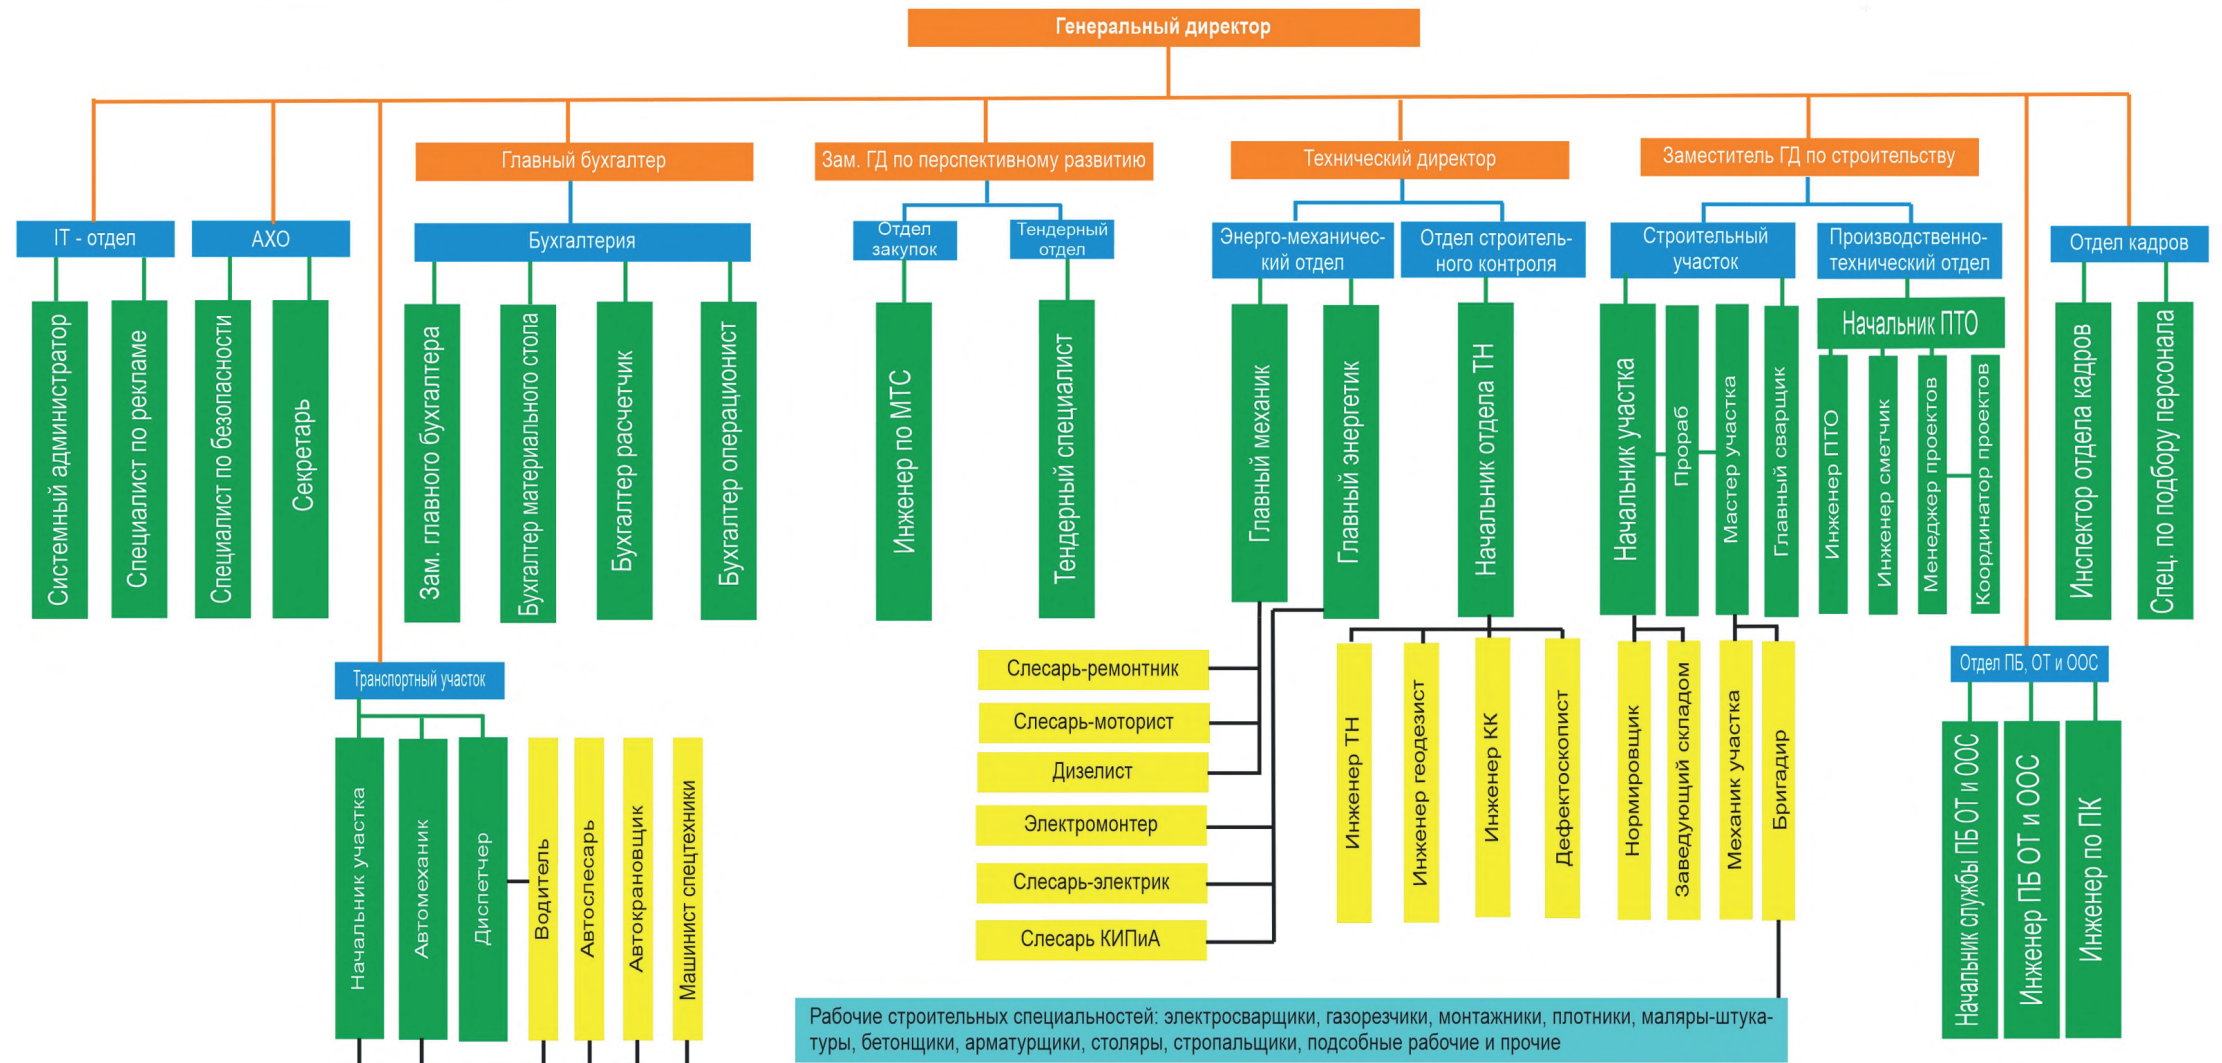 Генеральный директор
Главный бухгалтер
Зам. ГД по перспективному развитию
Технический директор
Заместитель ГД по строительству
IT - отдел
АХО
Бухгалтерия
Отдел
закупок
Тендерный
отдел
Энерго-механичес-
кий отдел
Отдел строитель-
ного контроля
Строительный
участок
Производственно-
технический отдел
Отдел кадров
Системный администратор
Специалист по рекламе
Специалист по безопасности
Секретарь
Зам. главного бухгалтера
Бухгалтер материального стола
Бухгалтер расчетчик
Бухгалтер операционист
Инженер по МТС
Тендерный специалист
Главный механик
Главный энергетик
Начальник отдела ТН
Начальник участка
Прораб
Мастер участка
Главный сварщик
Начальник ПТО
Инженер ПТО
Инженер сметчик
Менеджер проектов
Координатор проектов
Инспектор отдела кадров
Спец. по подбору персонала
Транспортный участок
Начальник участка
Автомеханик
Диспетчер
Водитель
Автослесарь
Автокрановщик
Машинист спецтехники
Слесарь-ремонтник
Слесарь-моторист
Дизелист
Электромонтер
Слесарь-электрик
Слесарь КИПиА
Инженер ТН
Инженер геодезист
Инженер КК
Дефектоскопист
Нормировщик
Заведующий складом
Механик участка
Бригадир
Отдел ПБ, ОТ и ООС
Начальник службы ПБ ОТ и ООС
Инженер ПБ ОТ и ООС
Инженер по ПК
Рабочие строительных специальностей: электросварщики, газорезчики, монтажники, плотники, маляры-штука-
туры, бетонщики, арматурщики, столяры, стропальщики, подсобные рабочие и прочие